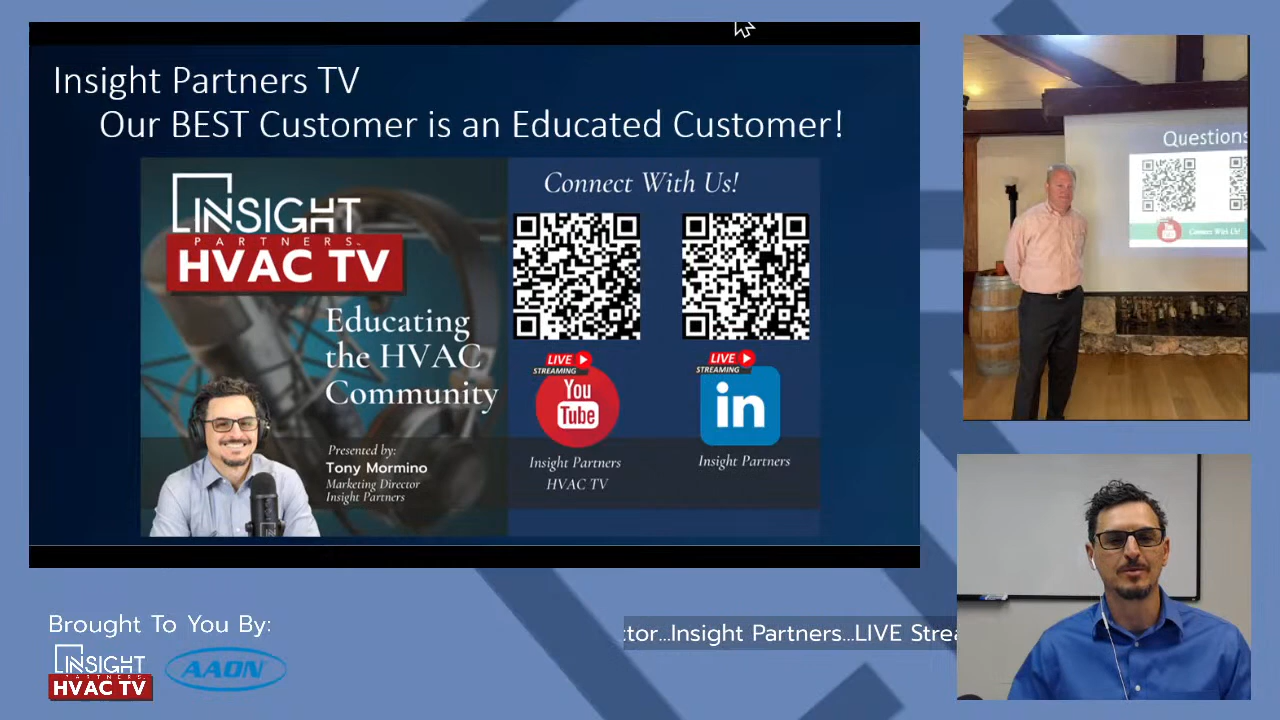 Insight Partners TV
Our BEST Customer is an Educated Customer!
INSIGHT
PARTNERS
HVAC TV
Educating
the HVAC
Community
Presented by:
Tony Mormino
Marketing Director
Insight Partners
Connect With Us!
LIVE
STREAMING
You
Tube
Insight Partners
HVAC TV
LIVE
STREAMING
in
Insight Partners
Questions
Connect With Us!
Brought To You By:
INSIGHT
PARTNERS
HVAC TV
AAON
ctor...Insight Partners...LIVE Strea